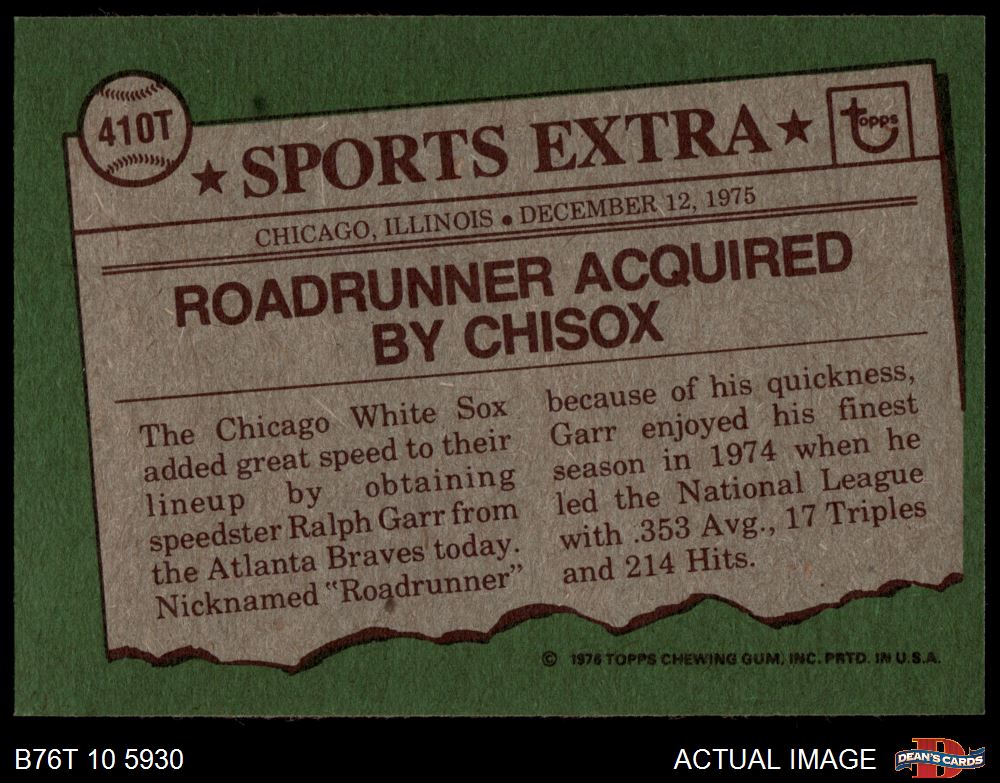 410T
★ SPORTS EXTRA ★
topps
CHICAGO, ILLINOIS • DECEMBER 12, 1975
ROADRUNNER ACQUIRED
BY CHISOX
The Chicago White Sox
added great speed to their
lineup by obtaining
speedster Ralph Garr from
the Atlanta Braves today.
Nicknamed "Roadrunner"
because of his quickness,
Garr enjoyed his finest
season in 1974 when he
led the National League
with .353 Avg., 17 Triples
and 214 Hits.
© 1976 TOPPS CHEWING GUM, INC. PRTD. IN U.S.A.
B76T 10 5930
ACTUAL IMAGE
D
DEAN'S CARDS